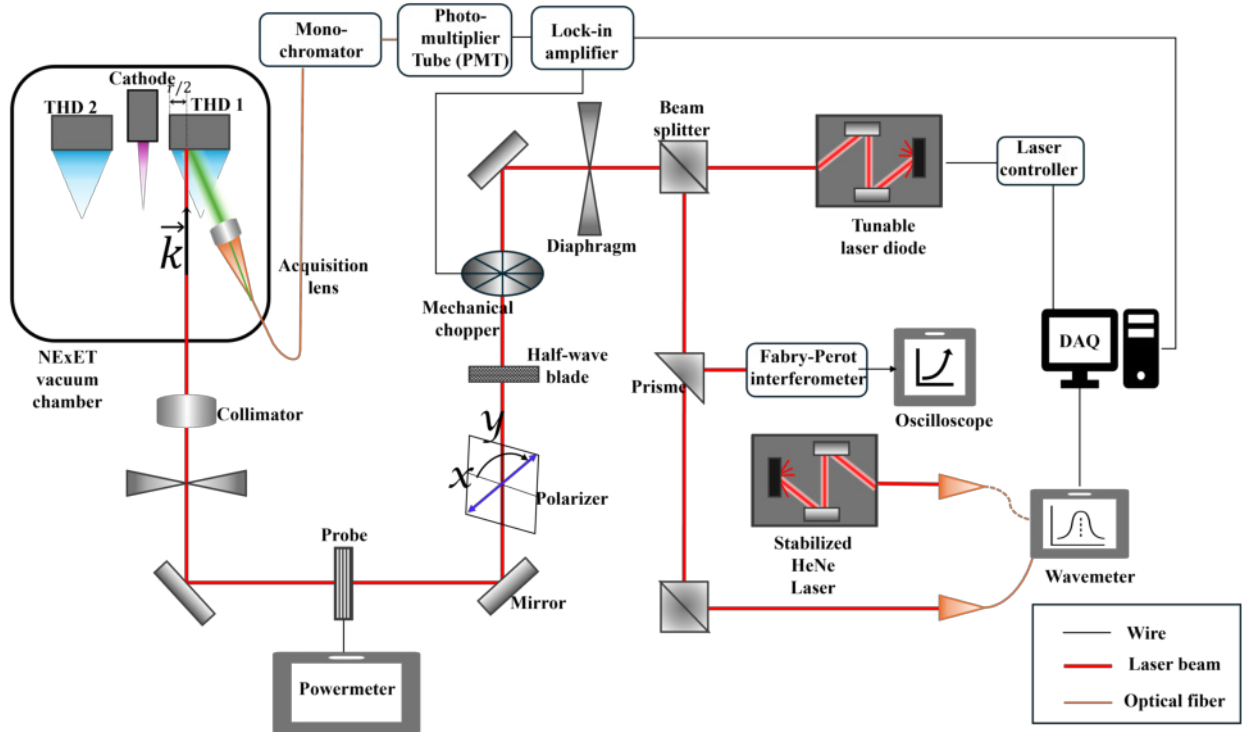 Mono-
chromator
Photo-
multiplier
Tube (PMT)
Lock-in
amplifier
Cathode
r/2
THD 2
THD 1
Beam
splitter
Laser
controller
Tunable
laser diode
Diaphragm
k
Acquisition
lens
Mechanical
chopper
NExET
vacuum
chamber
Half-wave
blade
Prisme
Fabry-Perot
interferometer
Oscilloscope
DAQ
Collimator
y
x
Polarizer
Stabilized
HeNe
Laser
Wavemeter
Probe
Mirror
Powermeter
Wire
Laser beam
Optical fiber